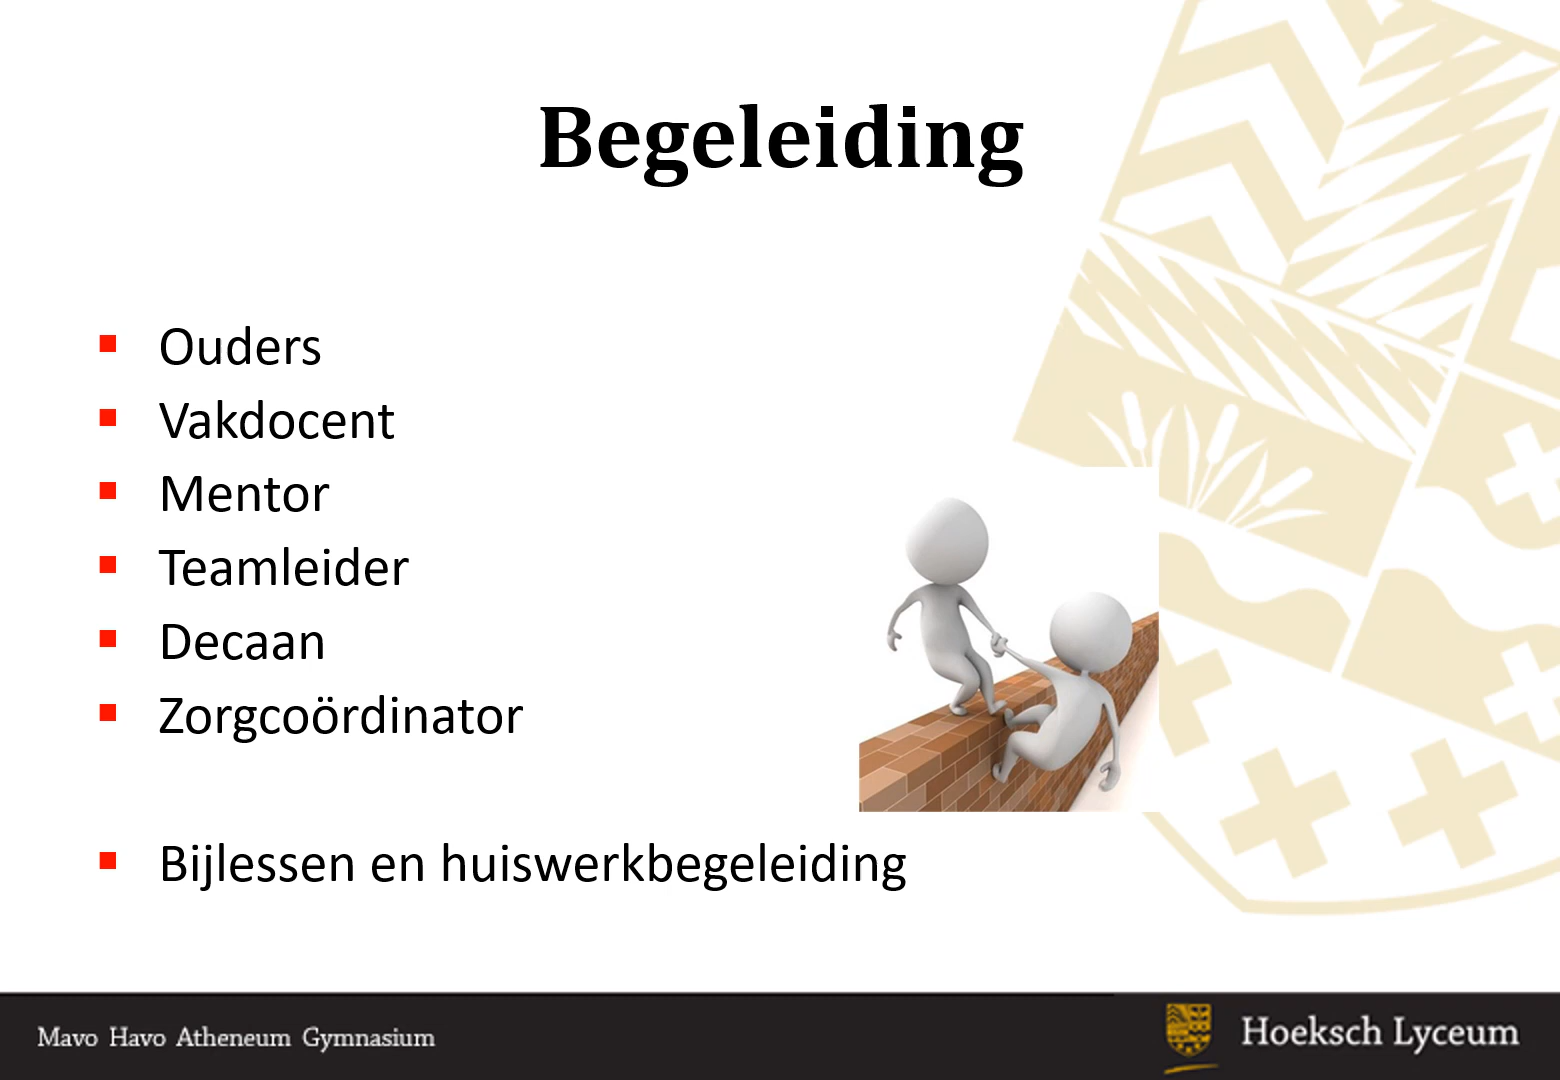 Begeleiding
Ouders
Vakdocent
Mentor
Teamleider
Decaan
Zorgcoördinator
Bijlessen en huiswerkbegeleiding
Mavo Havo Atheneum Gymnasium
Hoeksch Lyceum